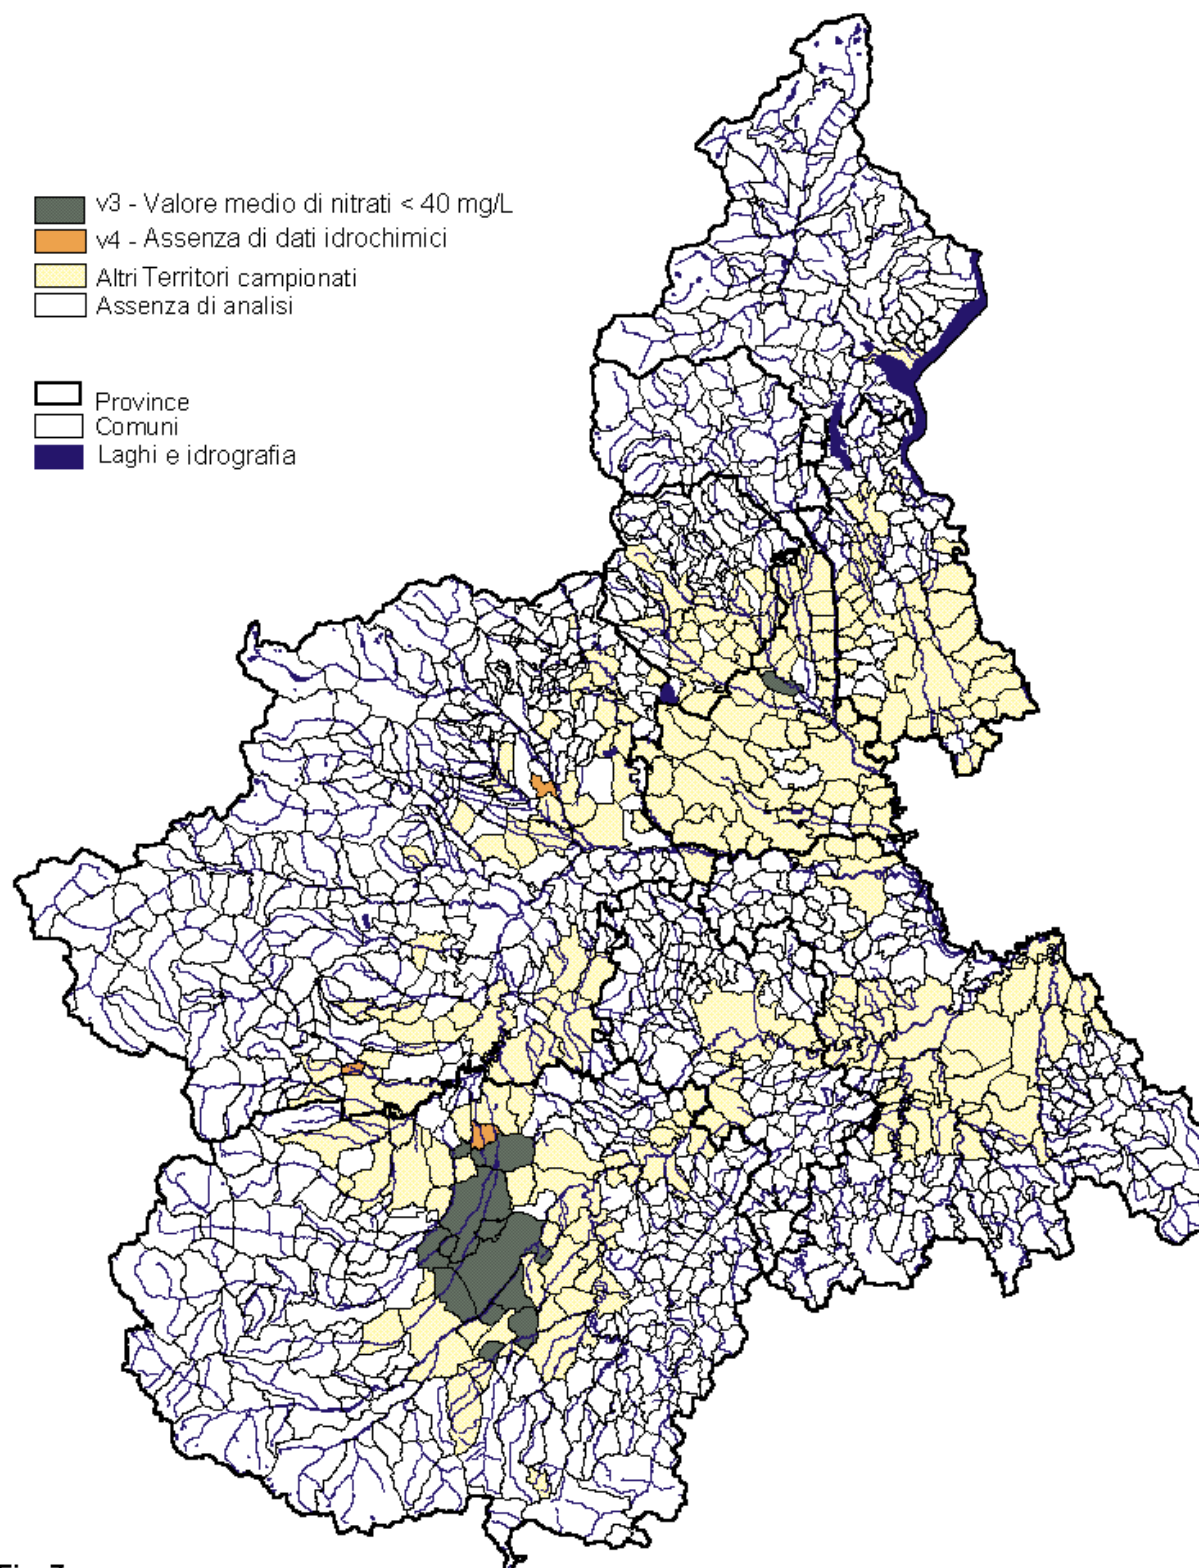 v3 - Valore medio di nitrati < 40 mg/L
v4 - Assenza di dati idrochimici
Altri Territori campionati
Assenza di analisi
Province
Comuni
Laghi e idrografia